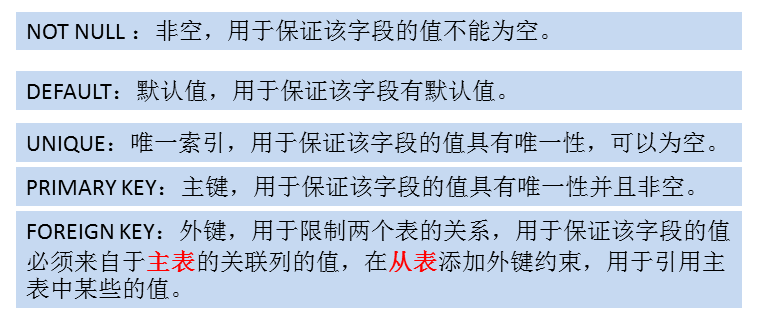 NOT NULL：非空，用于保证该字段的值不能为空。
DEFAULT：默认值，用于保证该字段有默认值。
UNIQUE：唯一索引，用于保证该字段的值具有唯一性，可以为空。
PRIMARY KEY：主键，用于保证该字段的值具有唯一性并且非空。
FOREIGN KEY：外键，用于限制两个表的关系，用于保证该字段的值
必须来自于主表的关联列的值，在从表添加外键约束，用于引用主
表中某些的值。